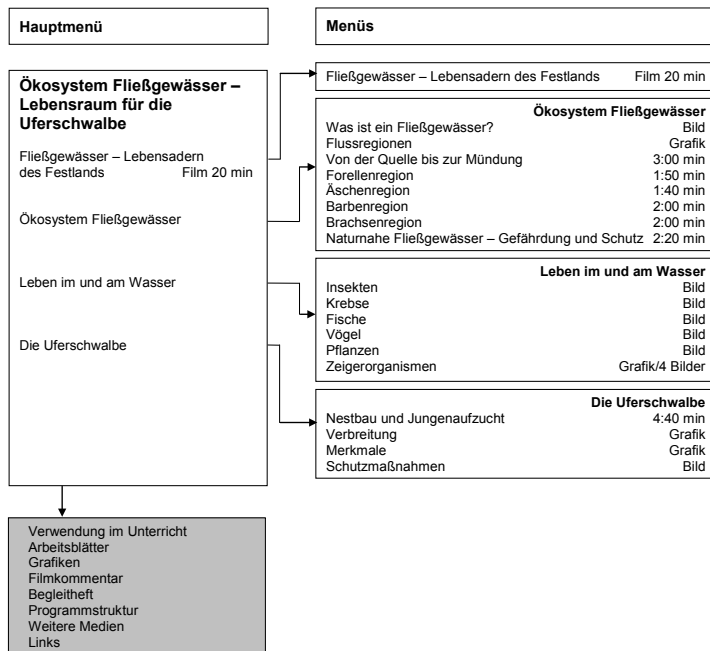 Hauptmenü
Menüs
Ökosystem Fließgewässer –
Lebensraum für die
Uferschwalbe
Fließgewässer – Lebensadern
des Festlands Film 20 min
Ökosystem Fließgewässer
Leben im und am Wasser
Die Uferschwalbe
Fließgewässer – Lebensadern des Festlands Film 20 min
Ökosystem Fließgewässer
Was ist ein Fließgewässer? Bild
Flussregionen Grafik
Von der Quelle bis zur Mündung 3:00 min
Forellenregion 1:50 min
Äschenregion 1:40 min
Barbenregion 2:00 min
Brachsenregion 2:00 min
Naturnahe Fließgewässer – Gefährdung und Schutz 2:20 min
Leben im und am Wasser
Insekten Bild
Krebse Bild
Fische Bild
Vögel Bild
Pflanzen Bild
Zeigerorganismen Grafik/4 Bilder
Die Uferschwalbe
Nestbau und Jungenaufzucht 4:40 min
Verbreitung Grafik
Merkmale Grafik
Schutzmaßnahmen Bild
Verwendung im Unterricht
Arbeitsblätter
Grafiken
Filmkommentar
Begleitheft
Programmstruktur
Weitere Medien
Links